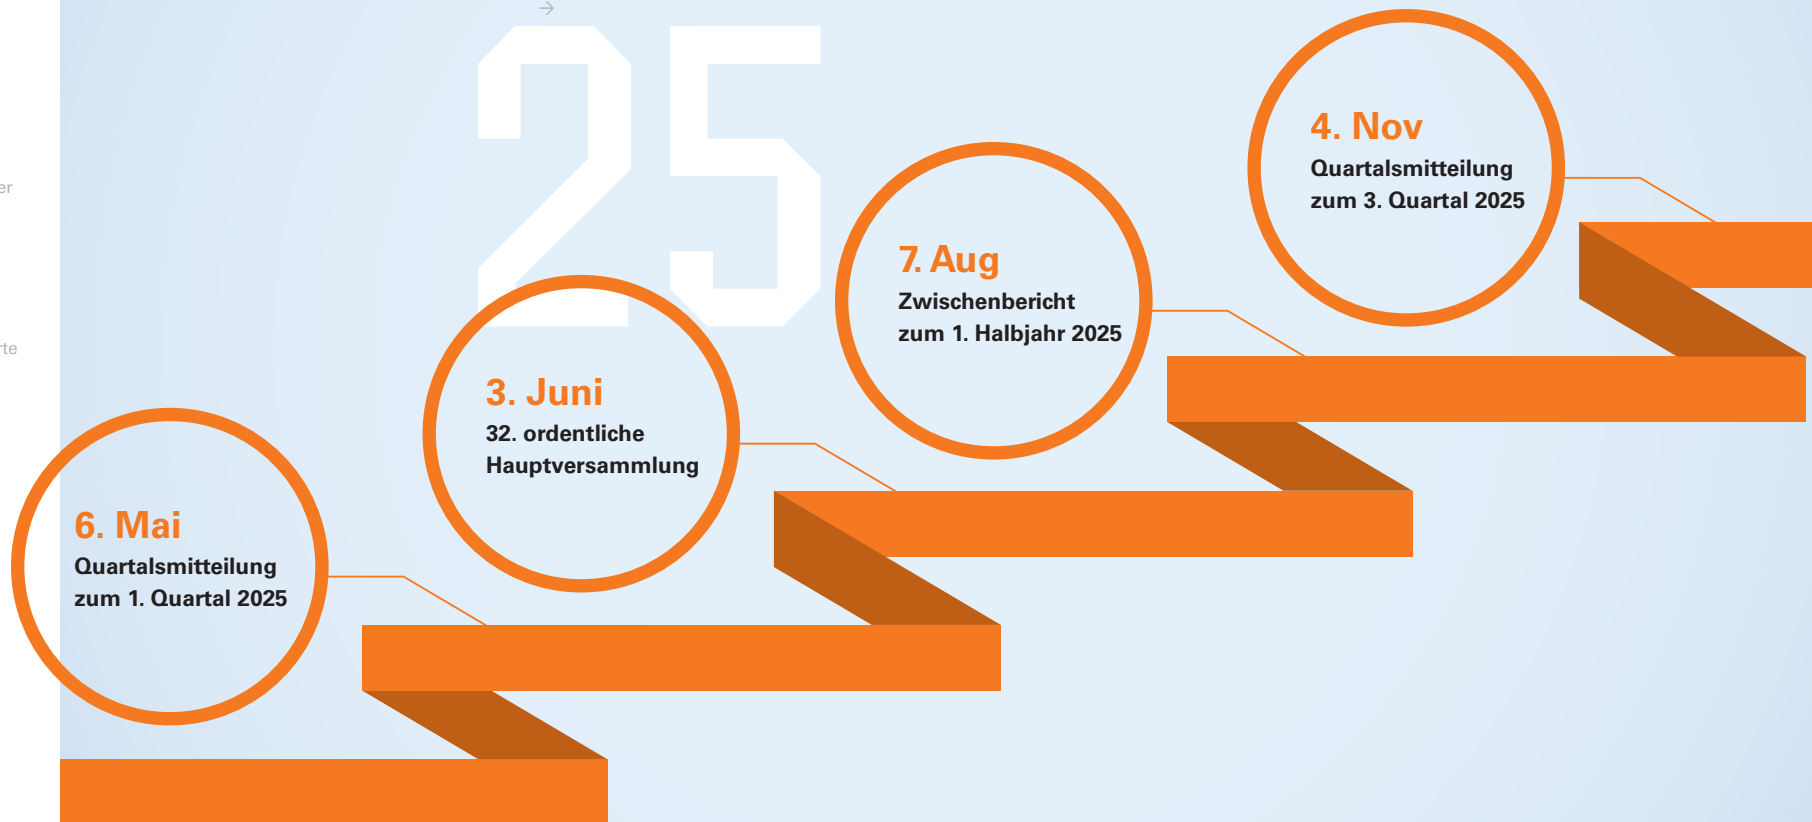 →
25
6. Mai
Quartalsmitteilung
zum 1. Quartal 2025
3. Juni
32. ordentliche
Hauptversammlung
7. Aug
Zwischenbericht
zum 1. Halbjahr 2025
4. Nov
Quartalsmitteilung
zum 3. Quartal 2025